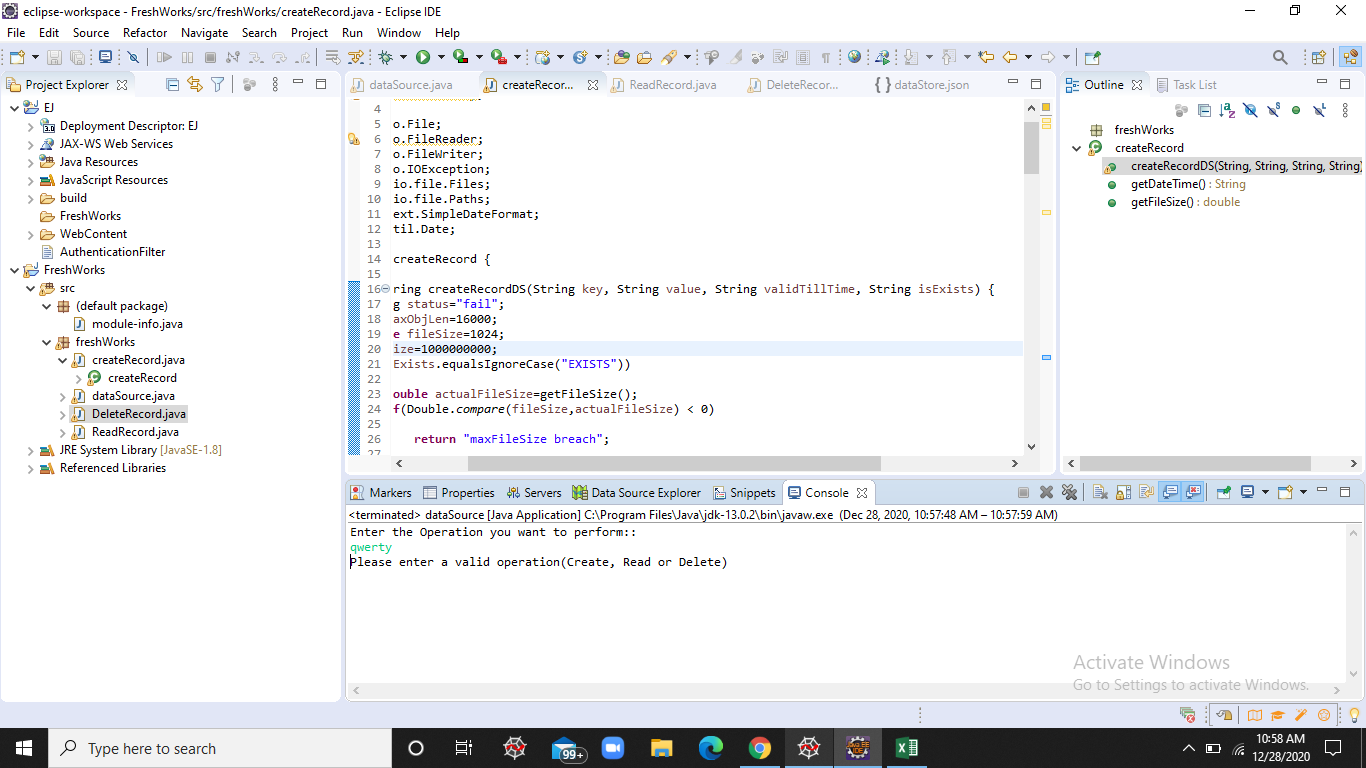 eclipse-workspace - FreshWorks/src/freshWorks/createRecord.java - Eclipse IDE
File Edit Source Refactor Navigate Search Project Run Window Help
Project Explorer
EJ
Deployment Descriptor: EJ
JAX-WS Web Services
Java Resources
JavaScript Resources
build
FreshWorks
WebContent
AuthenticationFilter
FreshWorks
src
(default package)
module-info.java
freshWorks
createRecord.java
createRecord
dataSource.java
DeleteRecord.java
ReadRecord.java
JRE System Library [JavaSE-1.8]
Referenced Libraries
dataSource.java createRecor... ReadRecord.java DeleteRecor... { } dataStore.json
4
5 o.File;
6 o.FileReader;
7 o.FileWriter;
8 o.IOException;
9 io.file.Files;
10 io.file.Paths;
11 ext.SimpleDateFormat;
12 til.Date;
13
14 createRecord {
15
16 ring createRecordDS(String key, String value, String validTillTime, String isExists) {
17 g status="fail";
18 axObjLen=16000;
19 e fileSize=1024;
20 ize=1000000000;
21 Exists.equalsIgnoreCase("EXISTS"))
22
23 ouble actualFileSize=getFileSize();
24 f(Double.compare(fileSize,actualFileSize) < 0)
25
26 return "maxFileSize breach";
27
Outline Task List
freshWorks
createRecord
createRecordDS(String, String, String, String)
getDateTime() : String
getFileSize() : double
Markers Properties Servers Data Source Explorer Snippets Console
<terminated> dataSource [Java Application] C:\Program Files\Java\jdk-13.0.2\bin\javaw.exe (Dec 28, 2020, 10:57:48 AM – 10:57:59 AM)
Enter the Operation you want to perform::
qwerty
Please enter a valid operation(Create, Read or Delete)
Activate Windows
Go to Settings to activate Windows.
Type here to search
99+
10:58 AM
12/28/2020